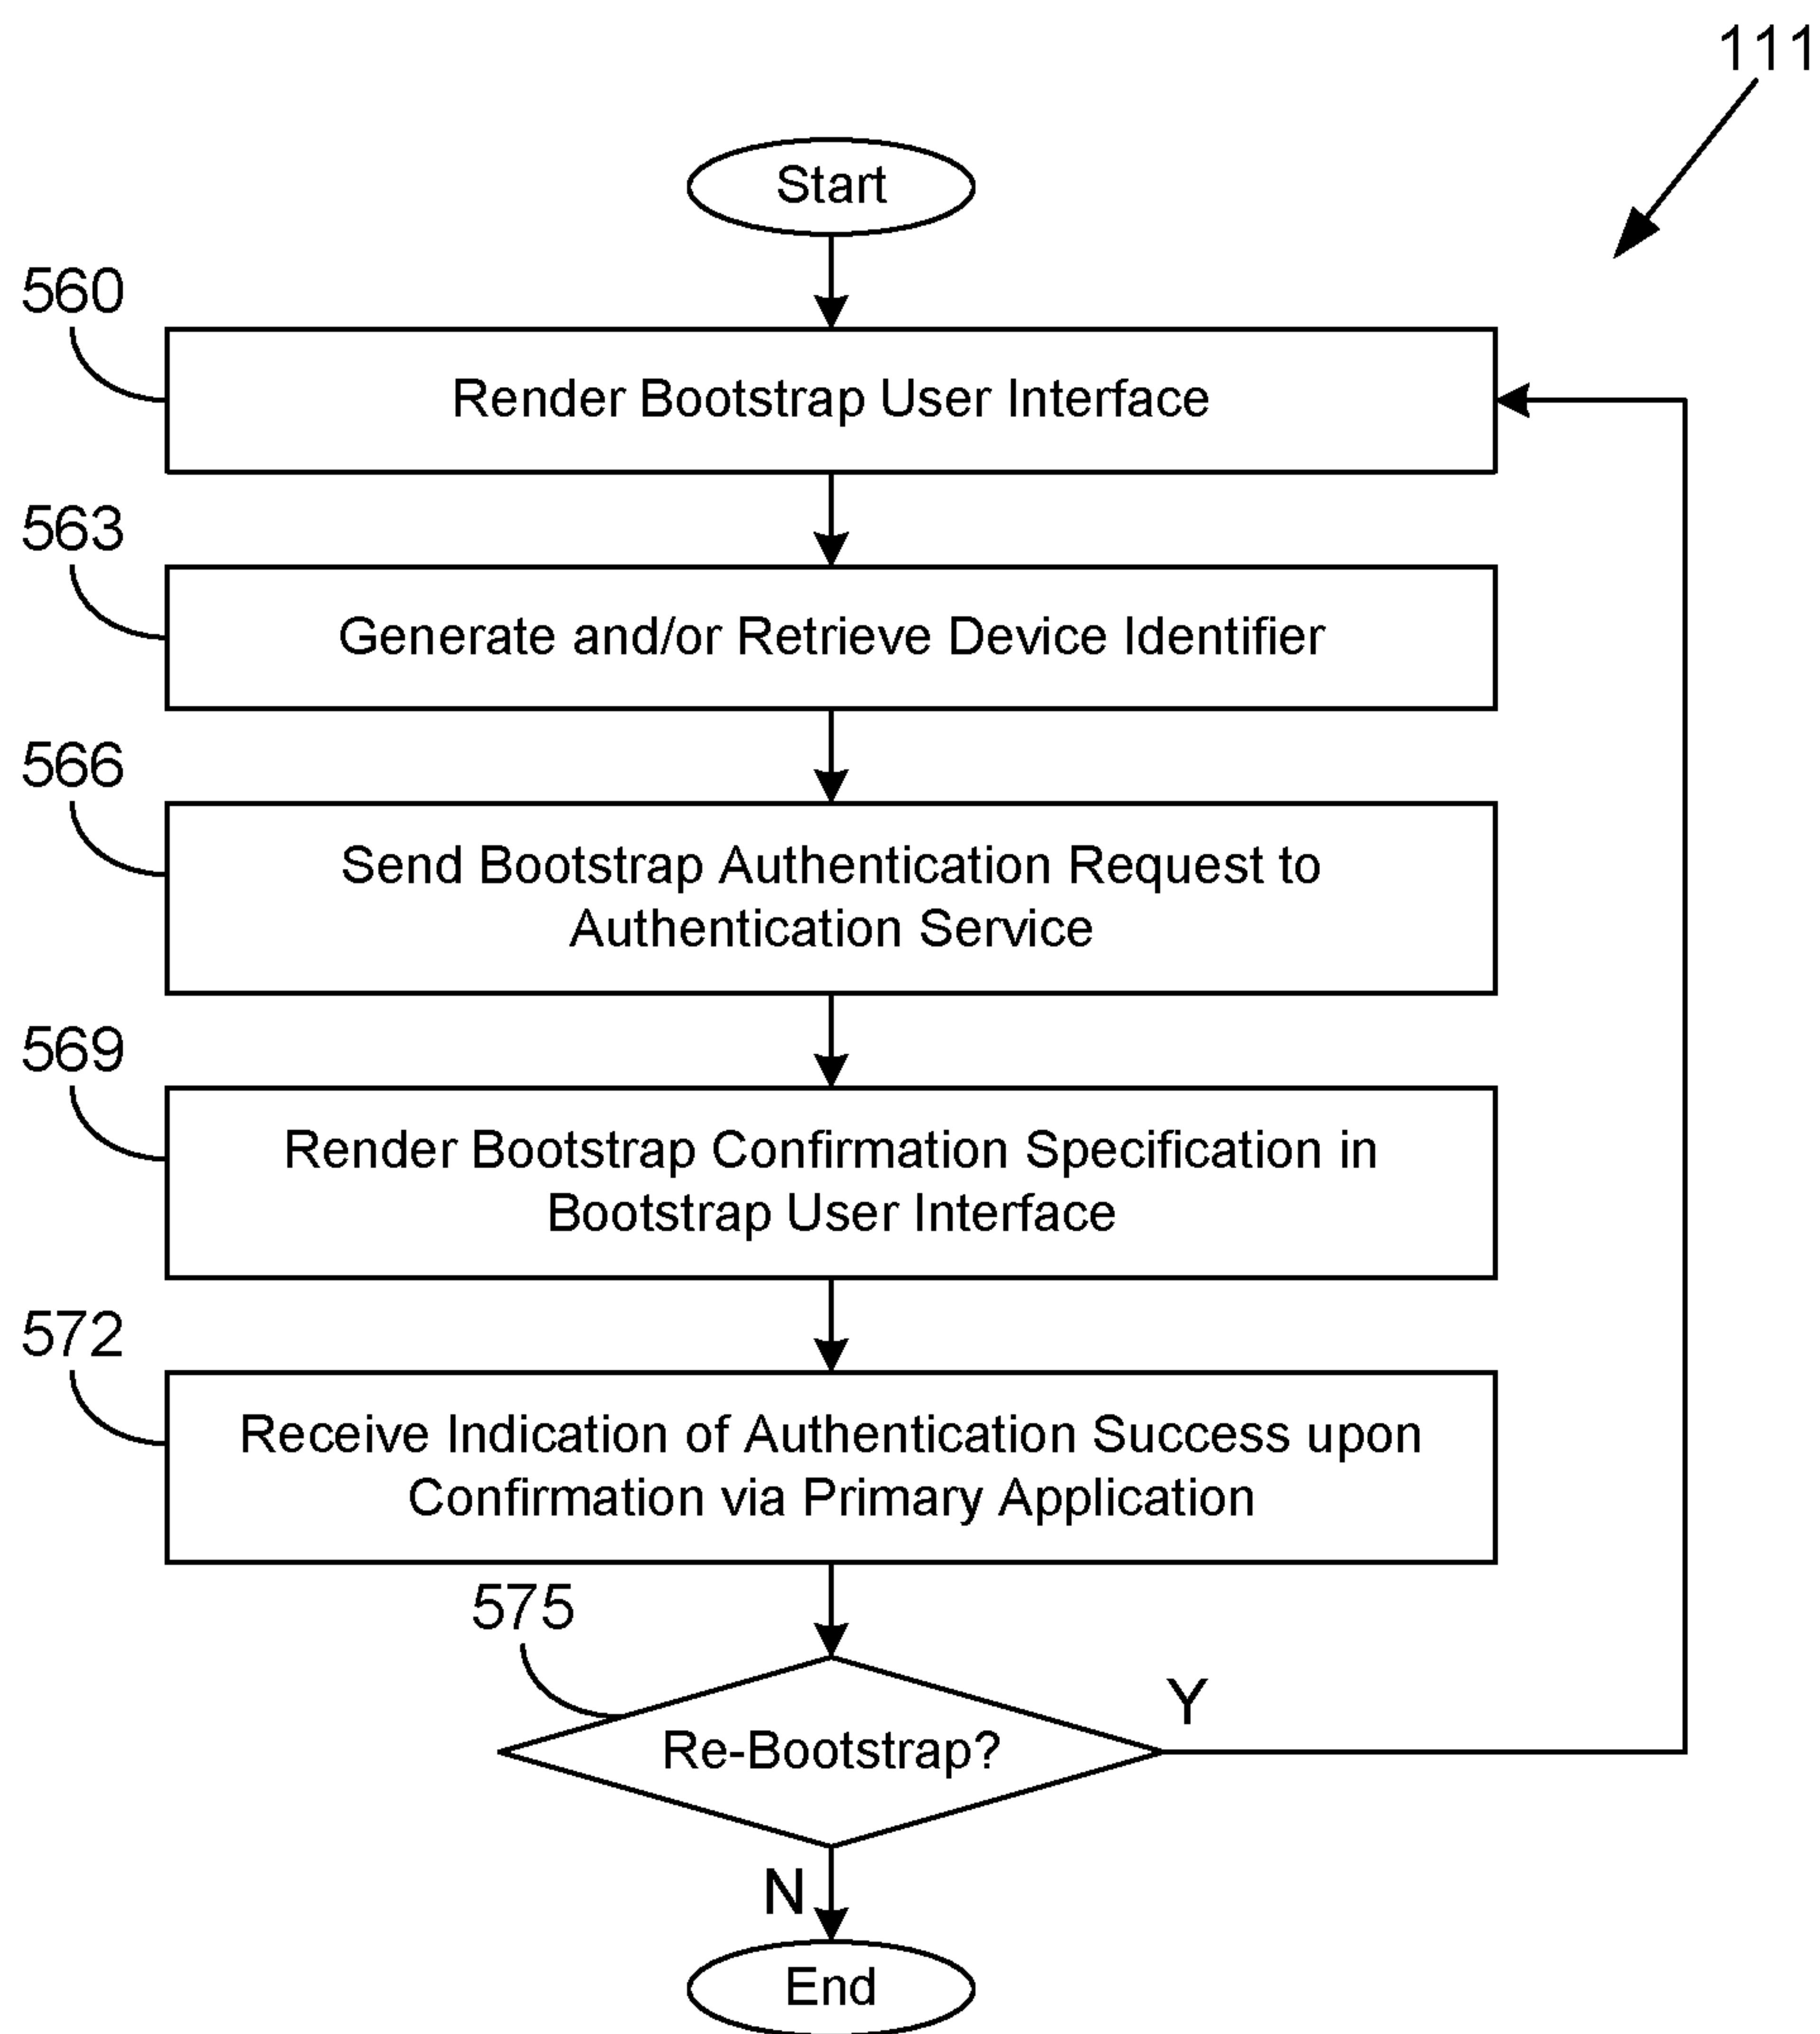 111
Start
560
Render Bootstrap User Interface
563
Generate and/or Retrieve Device Identifier
566
Send Bootstrap Authentication Request to
Authentication Service
569
Render Bootstrap Confirmation Specification in
Bootstrap User Interface
572
Receive Indication of Authentication Success upon
Confirmation via Primary Application
575
Y
Re-Bootstrap?
N
End